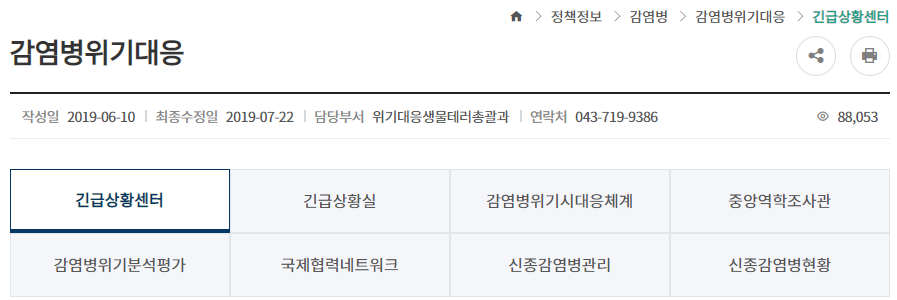 정책정보 감염병 감염병위기대응 긴급상황센터
감염병위기대응
작성일 2019-06-10 최종수정일 2019-07-22 담당부서 위기대응생물테러총괄과 연락처 043-719-9386 88,053
긴급상황센터 긴급상황실 감염병위기시대응체계 중앙역학조사관
감염병위기분석평가 국제협력네트워크 신종감염병관리 신종감염병현황